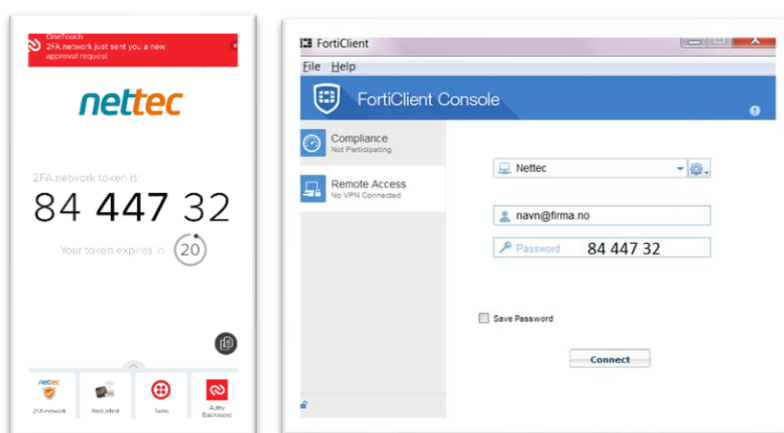 OneTouch
2FA.network just sent you a new
approval request
nettec
2FA.network token is:
84 447 32
Your token expires in 20
nettec
2FA.network
Twilio
Authy
Dashboard
FortiClient
File Help
FortiClient Console
Compliance
Not Participating
Remote Access
No VPN Connected
Nettec
navn@firma.no
Password 84 447 32
Save Password
Connect